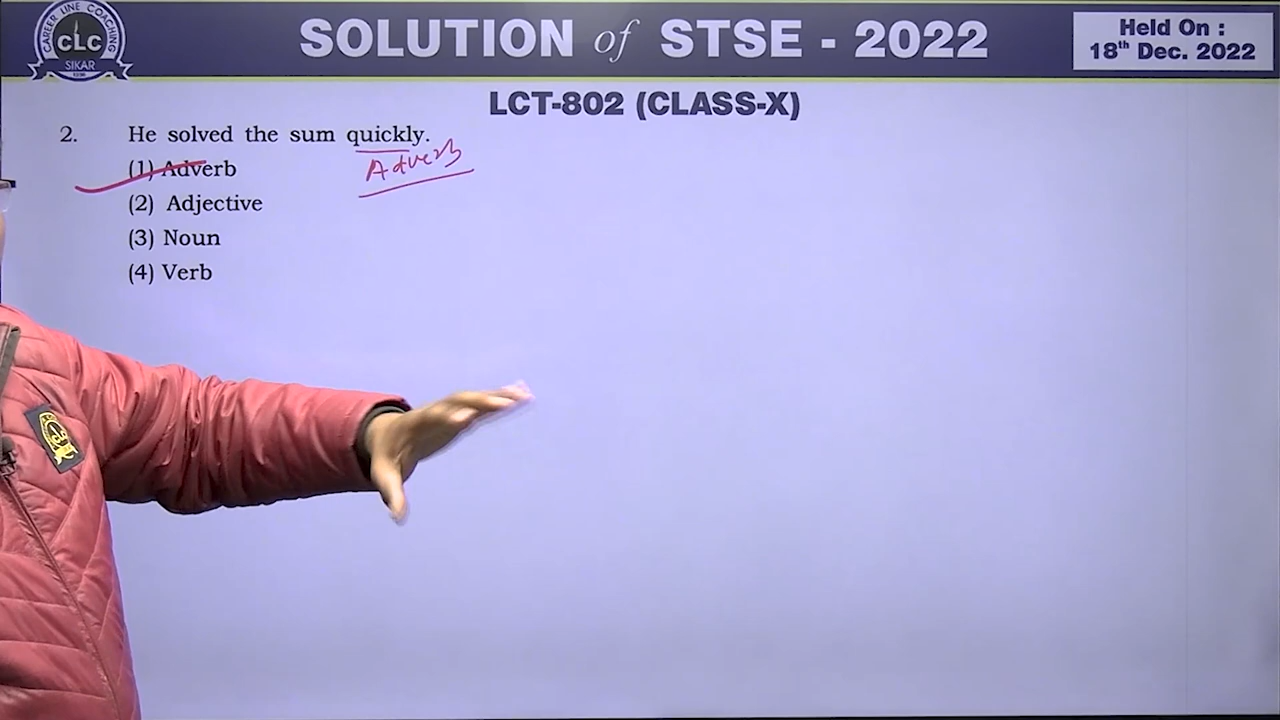 CAREER LINE COACHING
CLC
SIKAR
SOLUTION of STSE - 2022
Held On :
18th Dec. 2022
LCT-802 (CLASS-X)
2. He solved the sum quickly.
(1) Adverb
Adverb
(2) Adjective
(3) Noun
(4) Verb